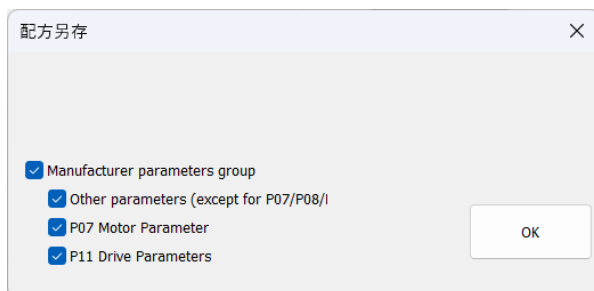 配方另存
Manufacturer parameters group
Other parameters (except for P07/P08/
P07 Motor Parameter
OK
P11 Drive Parameters